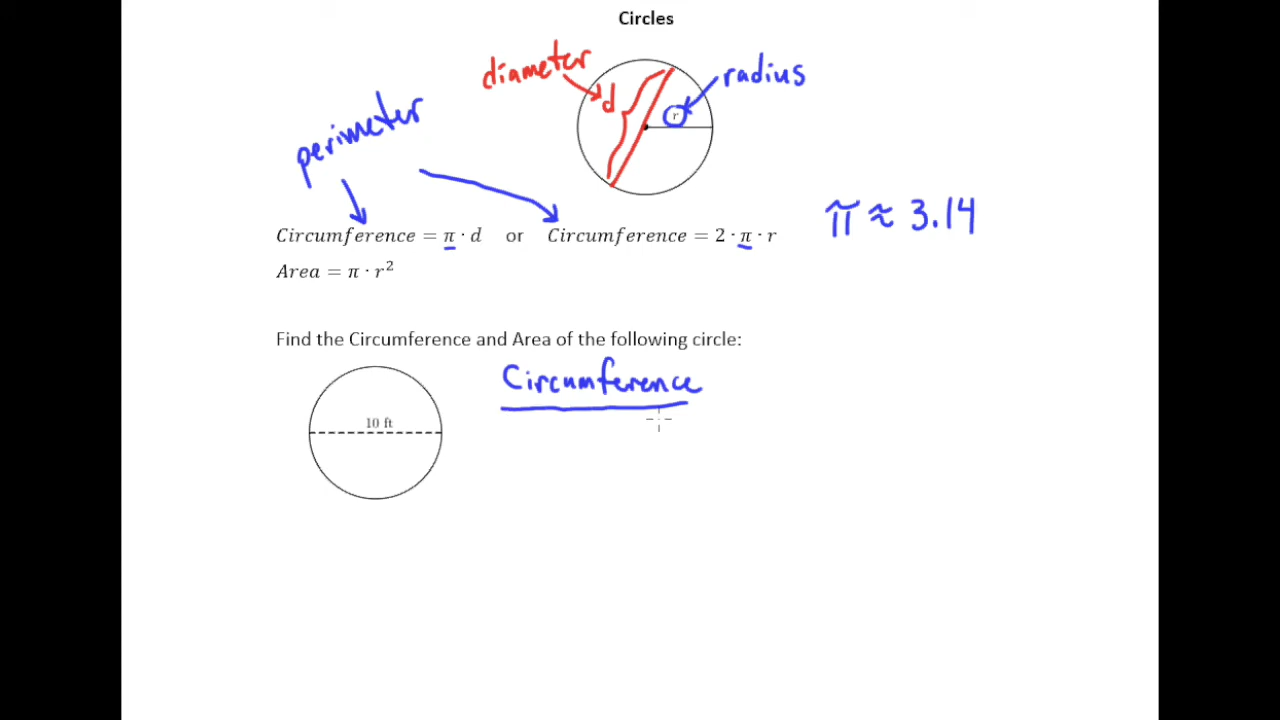 Circles
diameter
d
r
radius
perimeter
π ≈ 3.14
Circumference = π · d or Circumference = 2 · π · r
Area = π · r²
Find the Circumference and Area of the following circle:
Circumference
10 ft